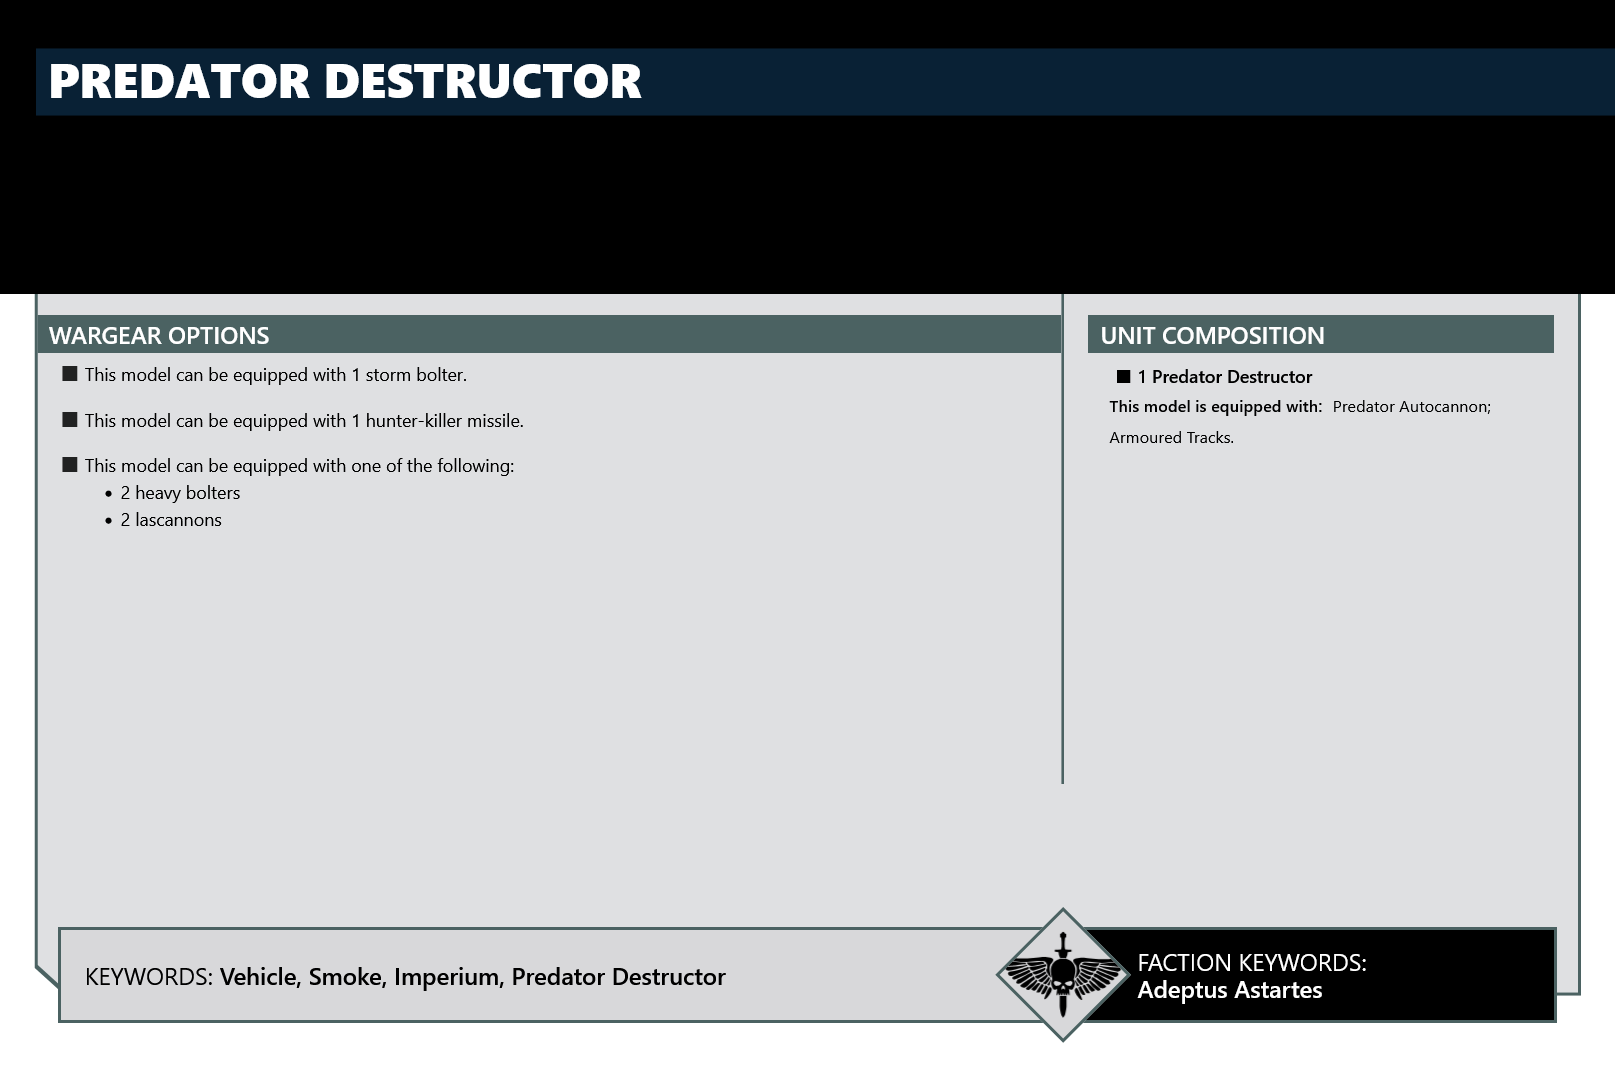 PREDATOR DESTRUCTOR
WARGEAR OPTIONS
■ This model can be equipped with 1 storm bolter.
■ This model can be equipped with 1 hunter-killer missile.
■ This model can be equipped with one of the following:
• 2 heavy bolters
• 2 lascannons
UNIT COMPOSITION
■ 1 Predator Destructor
This model is equipped with: Predator Autocannon;
Armoured Tracks.
KEYWORDS: Vehicle, Smoke, Imperium, Predator Destructor
FACTION KEYWORDS:
Adeptus Astartes